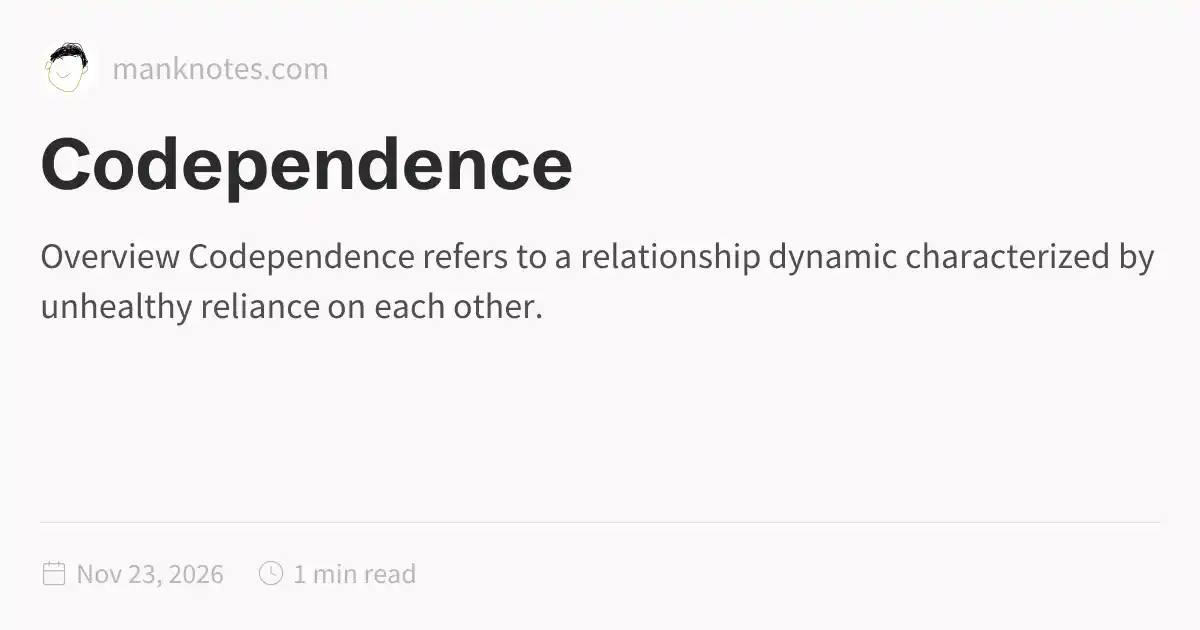 manknotes.com
Codependence
Overview Codependence refers to a relationship dynamic characterized by
unhealthy reliance on each other.
Nov 23, 2026 1 min read